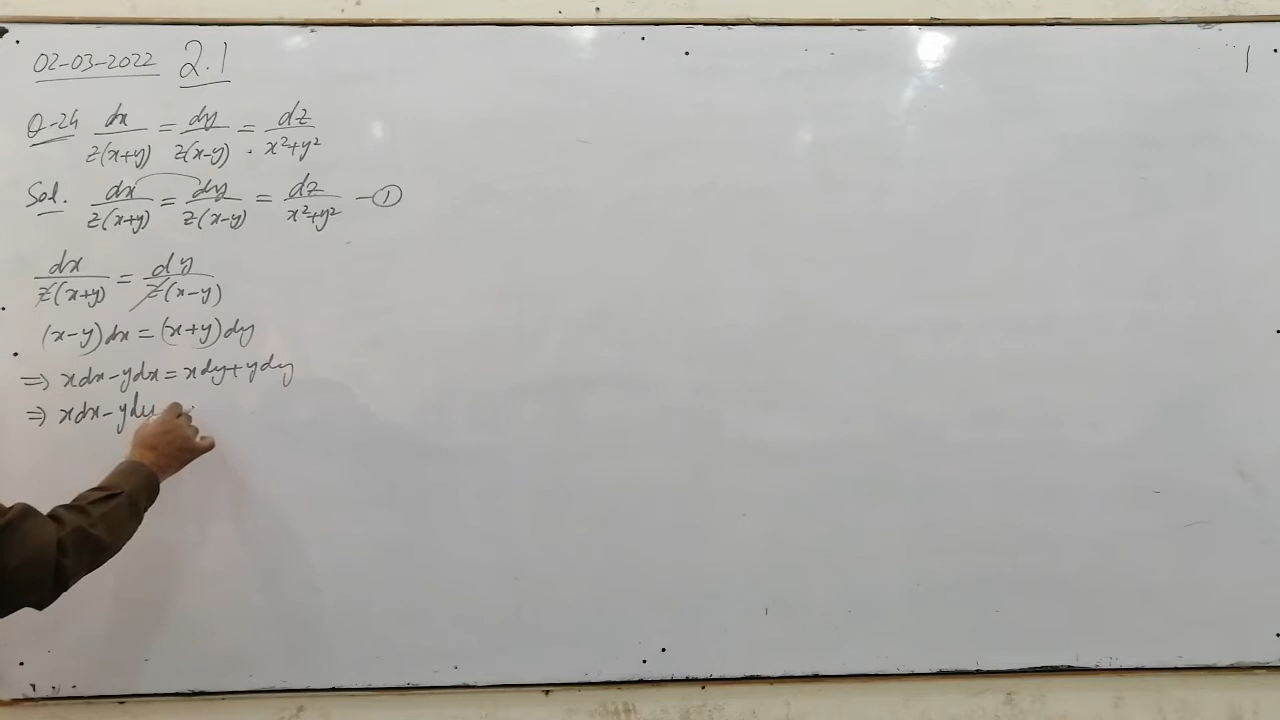 02-03-2022 2.1
Q-24 dx/z(x+y) = dy/z(x-y) = dz/x²+y²
Sol. dx/z(x+y) = dy/z(x-y) = dz/x²+y² - ①
dx/z(x+y) = dy/z(x-y)
(x-y)dx = (x+y)dy
⇒ xdx-ydx = xdy+ydy
⇒ xdx-ydy